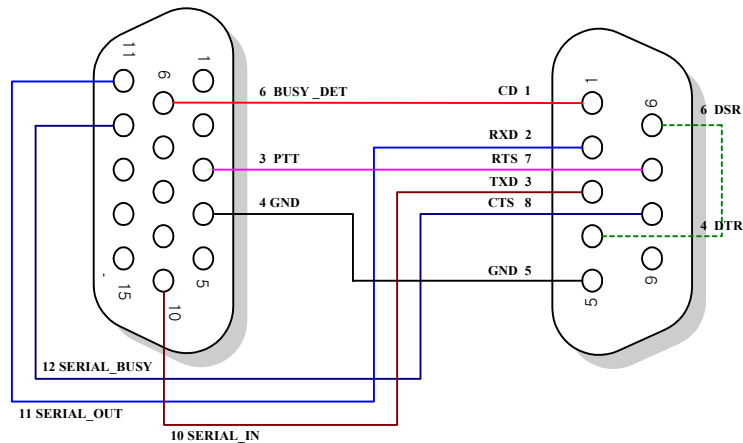 11
6
1
15
10
5
6 BUSY_DET
3 PTT
4 GND
CD 1
RXD 2
RTS 7
TXD 3
CTS 8
GND 5
1
6
5
9
6 DSR
4 DTR
12 SERIAL_BUSY
11 SERIAL_OUT
10 SERIAL_IN